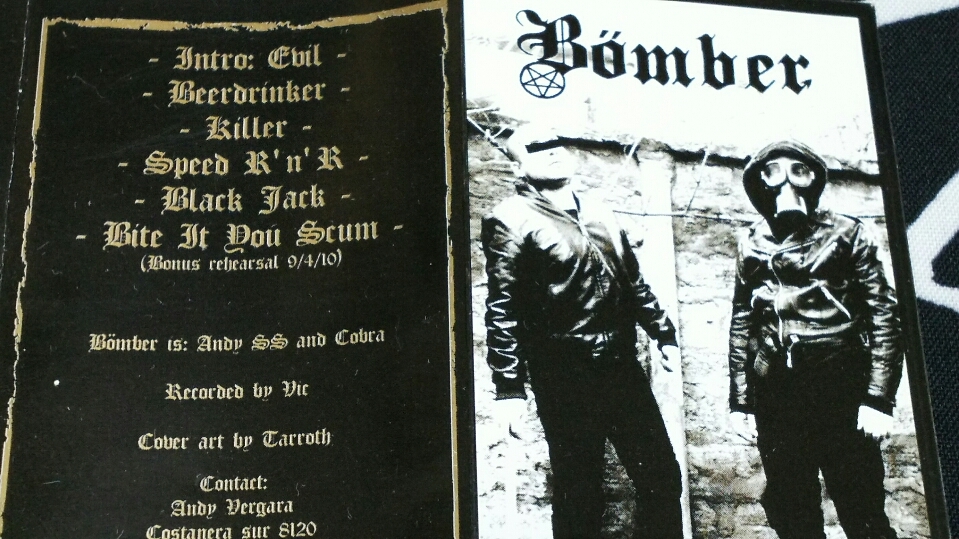 - Intro: Evil -
- Beerdrinker -
- Killer -
- Speed R'n'R -
- Black Jack -
- Bite It You Scum -
(Bonus rehearsal 9/4/10)
Bömber is: Andy SS and Cobra
Recorded by Vic
Cover art by Tarroth
Contact:
Andy Vergara
Costanera sur 8120
Bömber